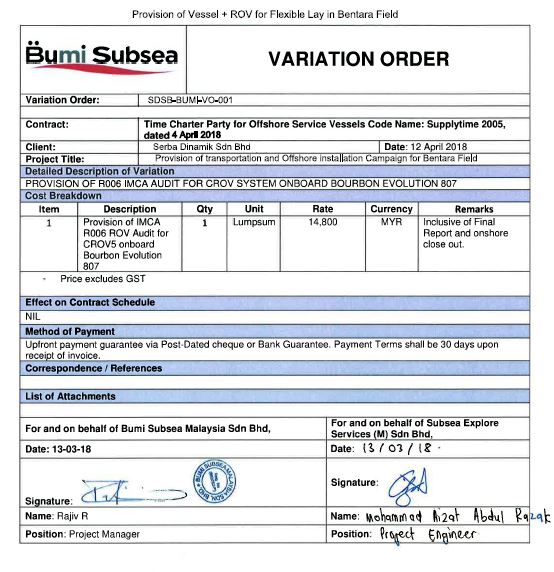 Provision of Vessel + ROV for Flexible Lay in Bentara Field
Bumi Subsea
VARIATION ORDER
Variation Order: SDSB-BUMI-VO-001
Contract: Time Charter Party for Offshore Service Vessels Code Name: Supplytime 2005,
dated 4 April 2018
Client: Serba Dinamik Sdn Bhd Date: 12 April 2018
Project Title: Provision of transportation and Offshore installation Campaign for Bentara Field
Detailed Description of Variation
PROVISION OF R006 IMCA AUDIT FOR CROV SYSTEM ONBOARD BOURBON EVOLUTION 807
Cost Breakdown
Item Description Qty Unit Rate Currency Remarks
1 Provision of IMCA 1 Lumpsum 14,800 MYR Inclusive of Final
R006 ROV Audit for Report and onshore
CROV5 onboard close out.
Bourbon Evolution
807
- Price excludes GST
Effect on Contract Schedule
NIL
Method of Payment
Upfront payment guarantee via Post-Dated cheque or Bank Guarantee. Payment Terms shall be 30 days upon
receipt of invoice.
Correspondence / References
List of Attachments
For and on behalf of Bumi Subsea Malaysia Sdn Bhd,
For and on behalf of Subsea Explore
Services (M) Sdn Bhd,
Date: 13-03-18 Date: 13/03/18.
BUMI SUBSEA MALAYSIA SDN BHD
Signature: Signature:
Name: Rajiv R Name: Mohammad Aizat Abdul Razak
Position: Project Manager Position: Project Engineer